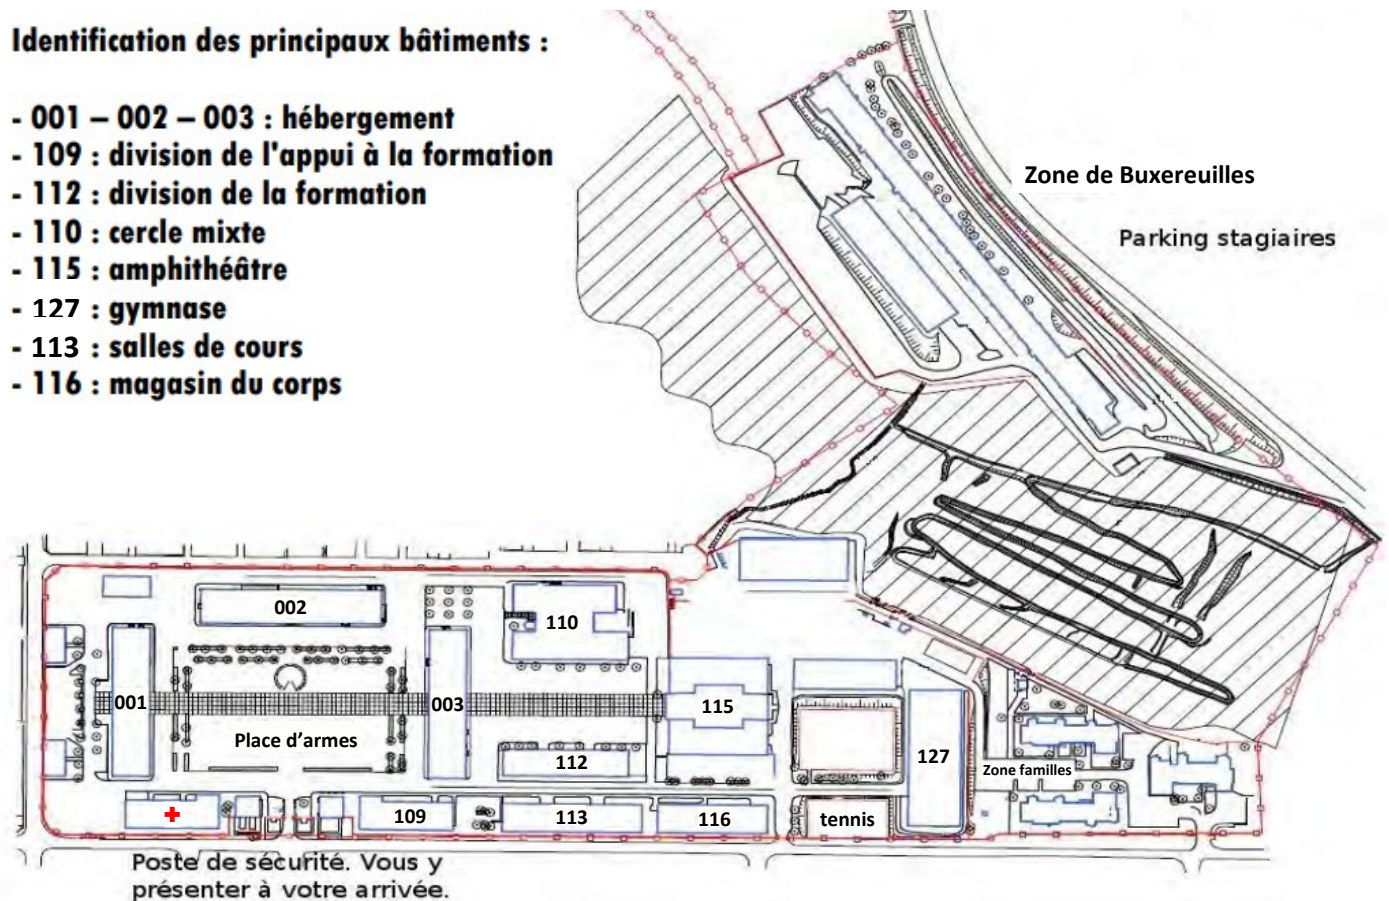 Identification des principaux bâtiments :
- 001 – 002 – 003 : hébergement
- 109 : division de l'appui à la formation
- 112 : division de la formation
- 110 : cercle mixte
- 115 : amphithéâtre
- 127 : gymnase
- 113 : salles de cours
- 116 : magasin du corps
Zone de Buxereuilles
Parking stagiaires
002
110
001
003
115
Place d'armes
112
127
Zone familles
109
113
116
tennis
Poste de sécurité. Vous y
présenter à votre arrivée.